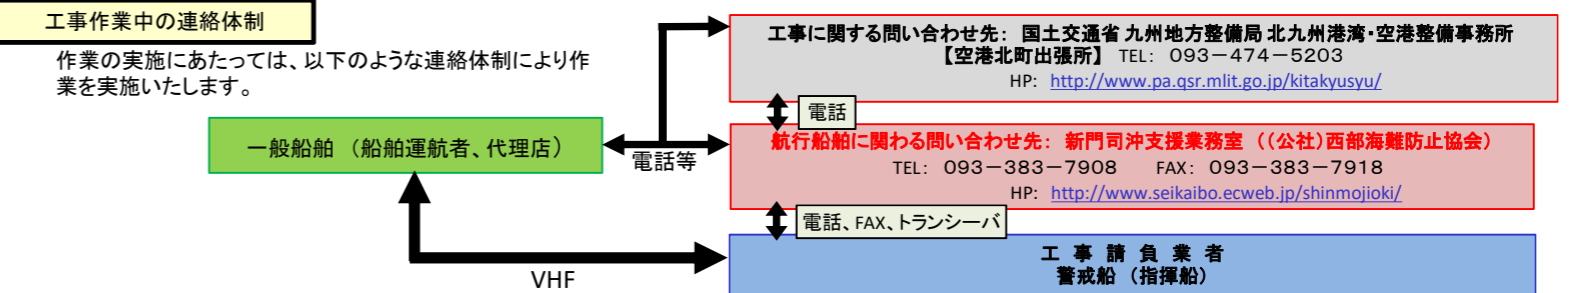 工事作業中の連絡体制
作業の実施にあたっては、以下のような連絡体制により作
業を実施いたします。
工事に関する問い合わせ先： 国土交通省 九州地方整備局 北九州港湾・空港整備事務所
【空港北町出張所】 TEL： 093－474－5203
HP： http://www.pa.qsr.mlit.go.jp/kitakyusyu/
電話
一般船舶 （船舶運航者、代理店）
電話等
航行船舶に関わる問い合わせ先： 新門司沖支援業務室 （（公社）西部海難防止協会）
TEL： 093－383－7908 FAX： 093－383－7918
HP： http://www.seikaibo.ecweb.jp/shinmojioki/
電話、FAX、トランシーバ
工 事 請 負 業 者
警戒船 （指揮船）
VHF